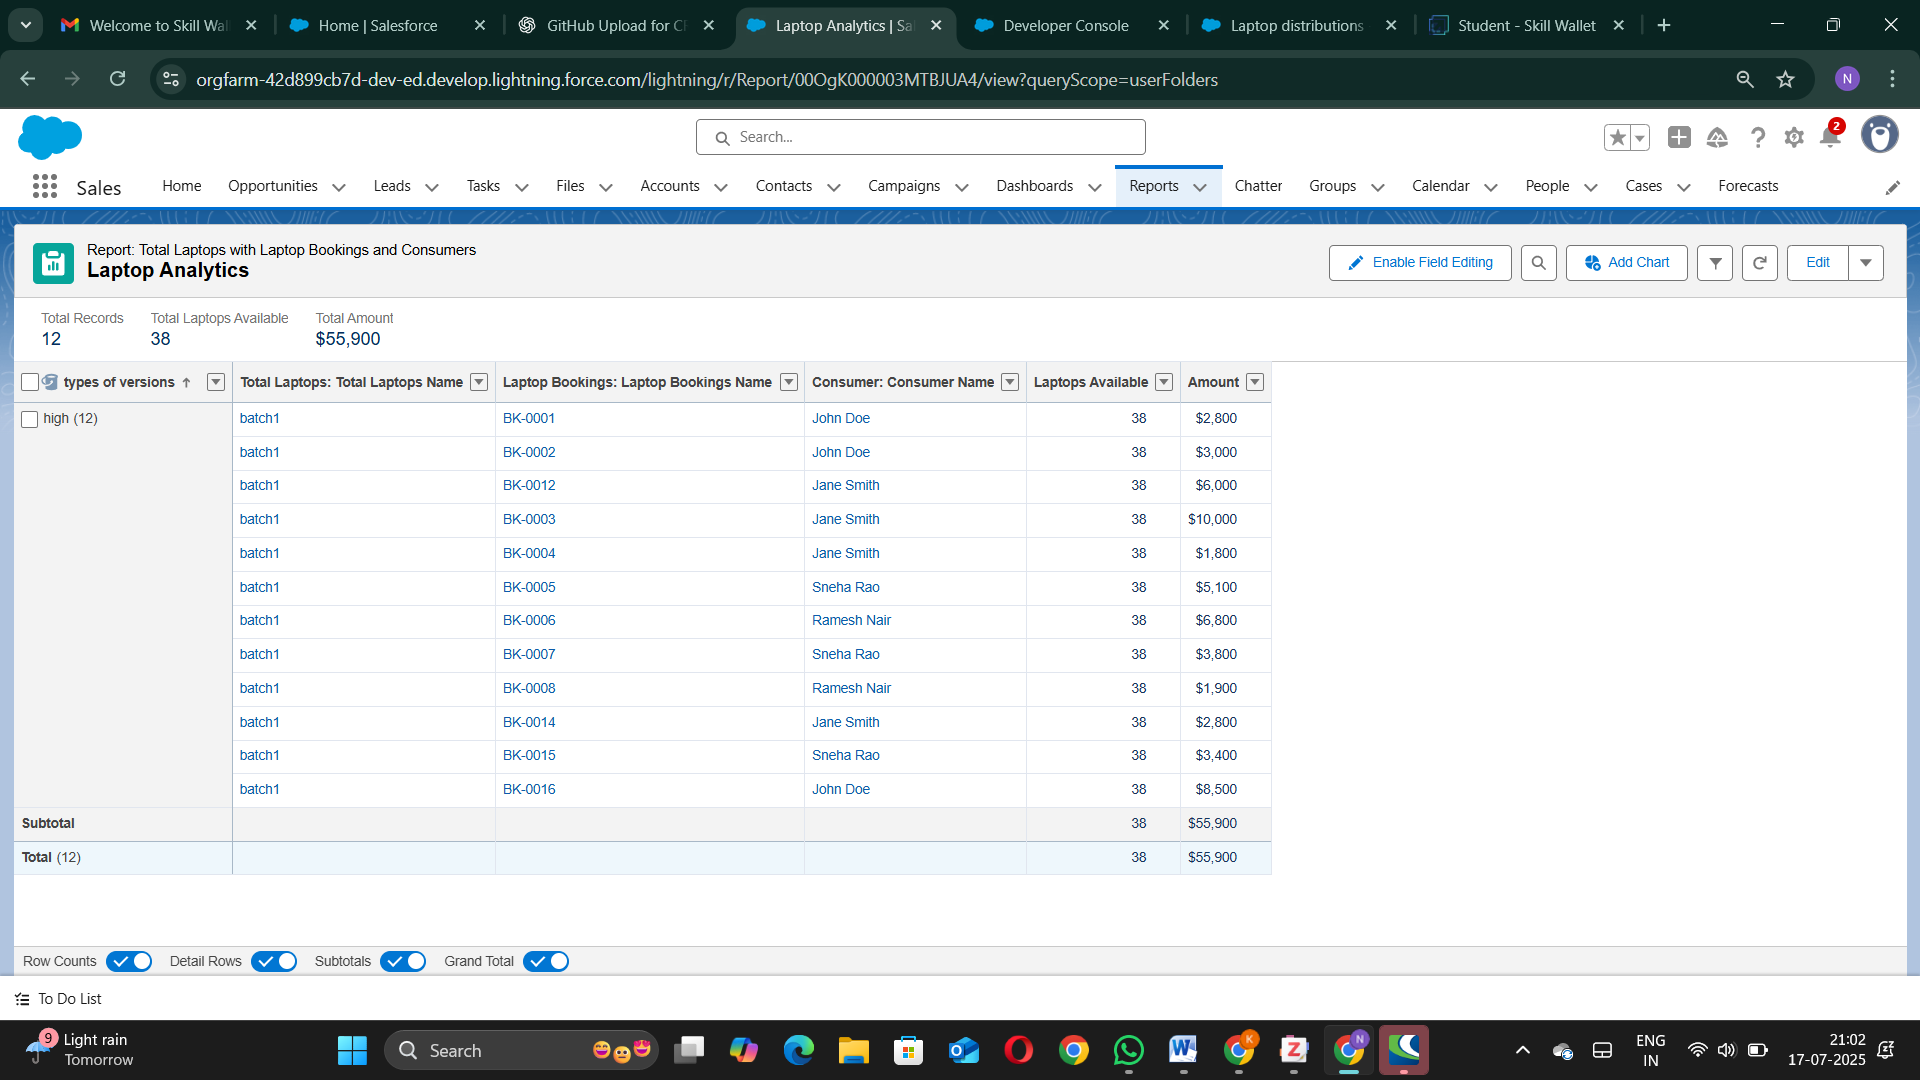 Welcome to Skill Wal
Home | Salesforce
GitHub Upload for CR
Laptop Analytics | Sa
Developer Console
Laptop distributions
Student - Skill Wallet
orgfarm-42d899cb7d-dev-ed.develop.lightning.force.com/lightning/r/Report/00OgK000003MTBJUA4/view?queryScope=userFolders
N
Search...
2
Sales
Home
Opportunities
Leads
Tasks
Files
Accounts
Contacts
Campaigns
Dashboards
Reports
Chatter
Groups
Calendar
People
Cases
Forecasts
Report: Total Laptops with Laptop Bookings and Consumers
Laptop Analytics
Enable Field Editing
Add Chart
Edit
Total Records Total Laptops Available Total Amount
12 38 $55,900
types of versions Total Laptops: Total Laptops Name Laptop Bookings: Laptop Bookings Name Consumer: Consumer Name Laptops Available Amount
high (12) batch1 BK-0001 John Doe 38 $2,800
batch1 BK-0002 John Doe 38 $3,000
batch1 BK-0012 Jane Smith 38 $6,000
batch1 BK-0003 Jane Smith 38 $10,000
batch1 BK-0004 Jane Smith 38 $1,800
batch1 BK-0005 Sneha Rao 38 $5,100
batch1 BK-0006 Ramesh Nair 38 $6,800
batch1 BK-0007 Sneha Rao 38 $3,800
batch1 BK-0008 Ramesh Nair 38 $1,900
batch1 BK-0014 Jane Smith 38 $2,800
batch1 BK-0015 Sneha Rao 38 $3,400
batch1 BK-0016 John Doe 38 $8,500
Subtotal 38 $55,900
Total (12) 38 $55,900
Row Counts Detail Rows Subtotals Grand Total
To Do List
9
Light rain
Tomorrow
Search
K
N
ENG
IN
21:02
17-07-2025